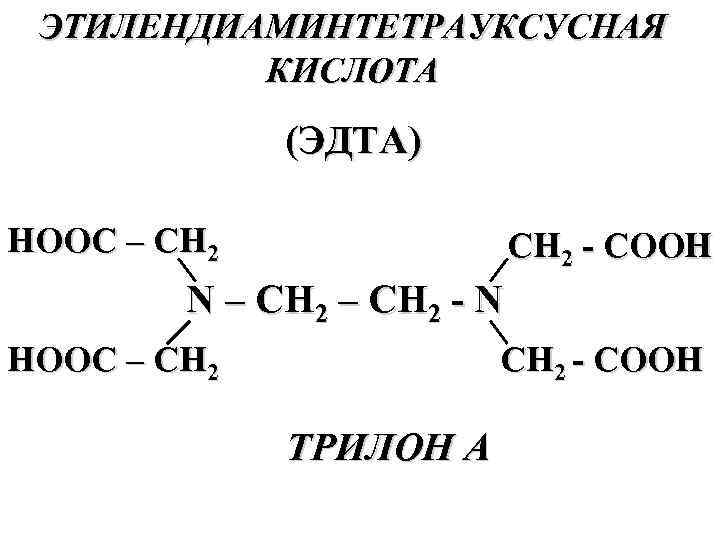 ЭТИЛЕНДИАМИНТЕТРАУКСУСНАЯ
КИСЛОТА
(ЭДТА)
HOOC – CH2 CH2 - COOH
N – CH2 – CH2 - N
HOOC – CH2 CH2 - COOH
ТРИЛОН А